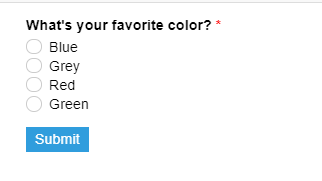 What's your favorite color? *
Blue
Grey
Red
Green
Submit